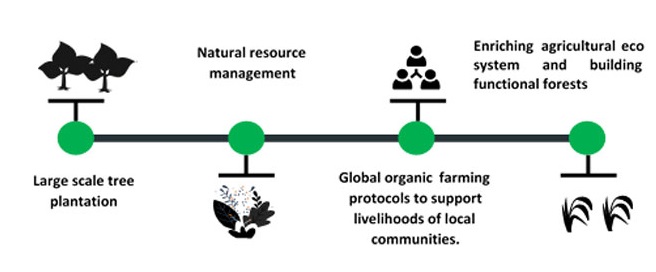 Large scale tree
plantation
Natural resource
management
Global organic farming
protocols to support
livelihoods of local
communities.
Enriching agricultural eco
system and building
functional forests